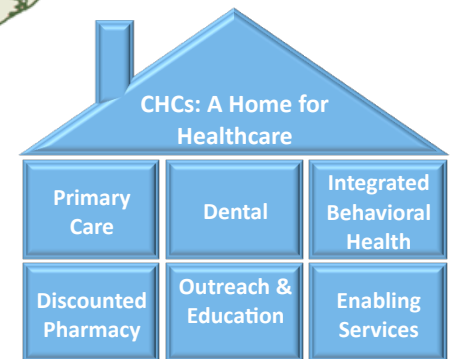 CHCs: A Home for
Healthcare
Primary
Care
Dental
Integrated
Behavioral
Health
Discounted
Pharmacy
Outreach &
Education
Enabling
Services